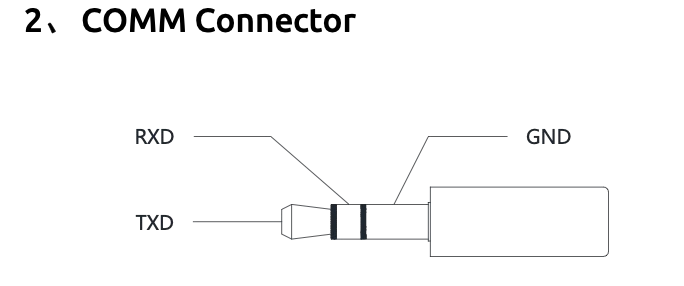 2、 COMM Connector
RXD
GND
TXD